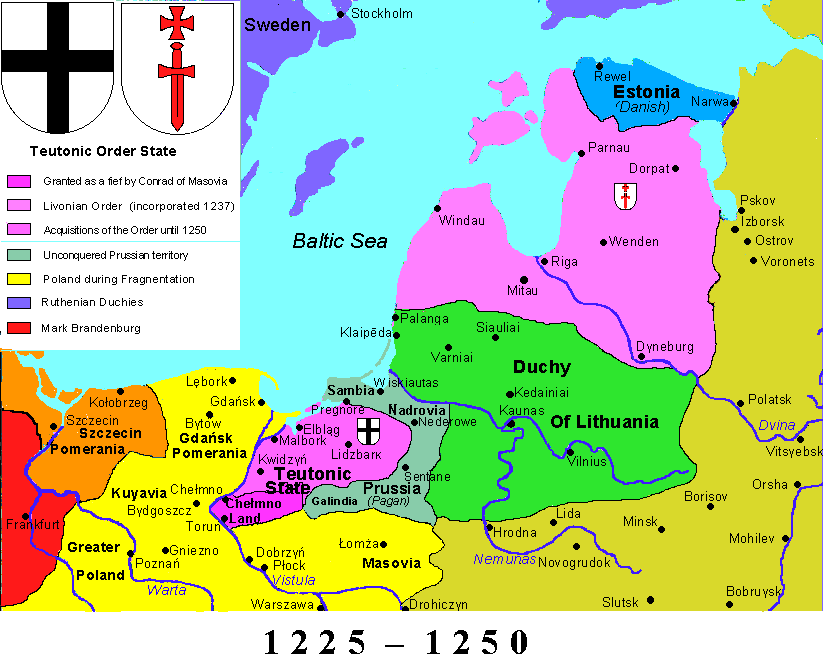 Sweden
Stockholm
Teutonic Order State
Granted as a fief by Conrad of Masovia
Livonian Order (incorporated 1237)
Acquisitions of the Order until 1250
Unconquered Prussian territory
Poland during Fragnentation
Ruthenian Duchies
Mark Brandenburg
Baltic Sea
Rewel
Estonia
(Danish)
Narwa
Parnau
Dorpat
Pskov
Izborsk
Ostrov
Voronets
Windau
Wenden
Riga
Mitau
Dyneburg
Palanga
Klaipēda
Siauliai
Varniai
Duchy
Of Lithuania
Kedainiai
Kaunas
Vilnius
Polatsk
Dvina
Vitsyebsk
Orsha
Borisov
Minsk
Mohilev
Lida
Hrodna
Nemunas
Novogrudok
Slutsk
Bobruysk
Lębork
Gdańsk
Bytów
Gdańsk
Pomerania
Kołobrzeg
Szczecin
Szczecin
Pomerania
Frankfurt
Sambia
Wiskiautas
Pregnore
Nadrovia
Nederowe
Elbląg
Malbork
Lidzbark
Kwidzyń
Teutonic
State
Sentane
Prussia
(Pagan)
Galindia
Kuyavia
Chełmno
Bydgoszcz
Chełmno
Land
Torun
Greater
Poland
Gniezno
Poznań
Warta
Dobrzyń
Płock
Vistula
Łomża
Masovia
Warszawa
Drohiczyn
1225 – 1250